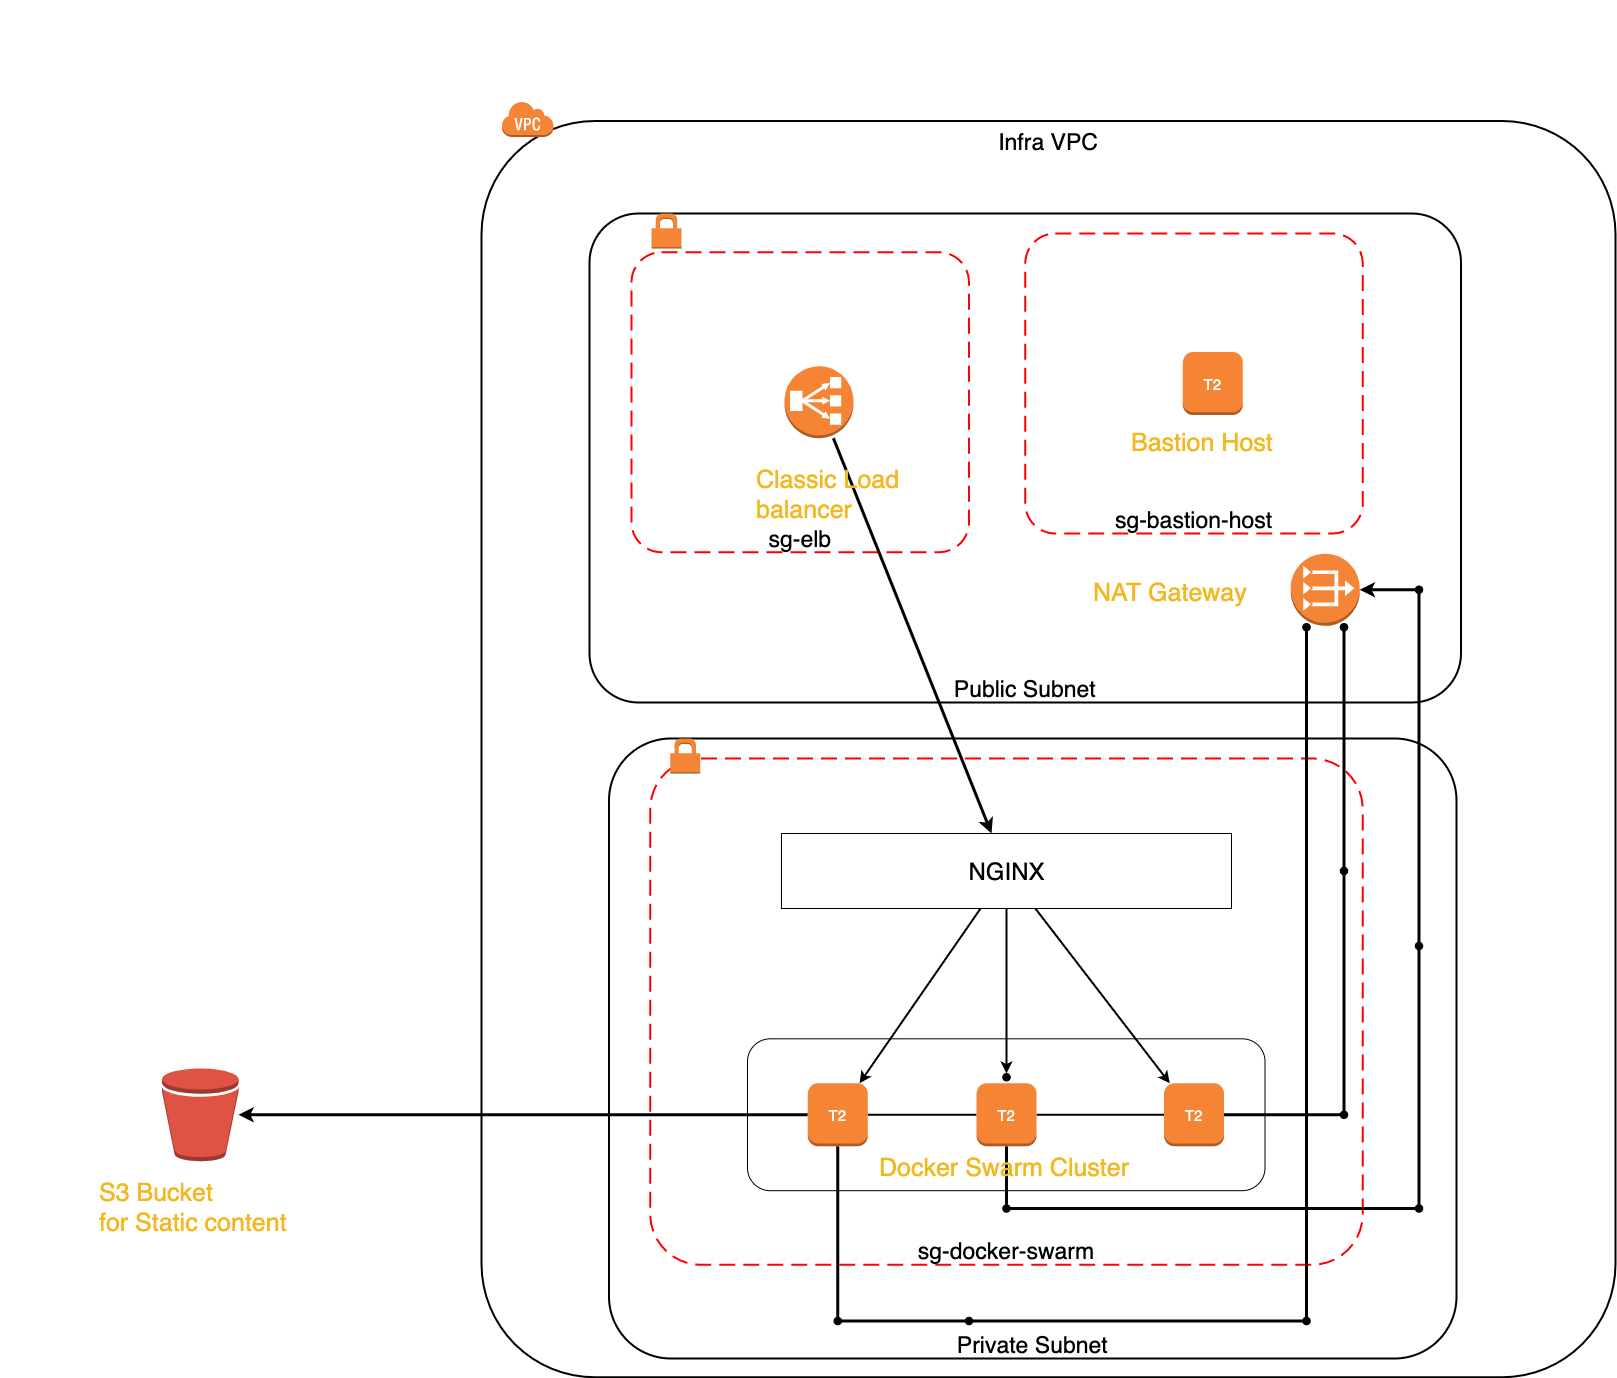 VPC
Infra VPC
T2
Bastion Host
Classic Load
balancer
sg-elb
sg-bastion-host
NAT Gateway
Public Subnet
NGINX
T2
T2
T2
Docker Swarm Cluster
S3 Bucket
for Static content
sg-docker-swarm
Private Subnet